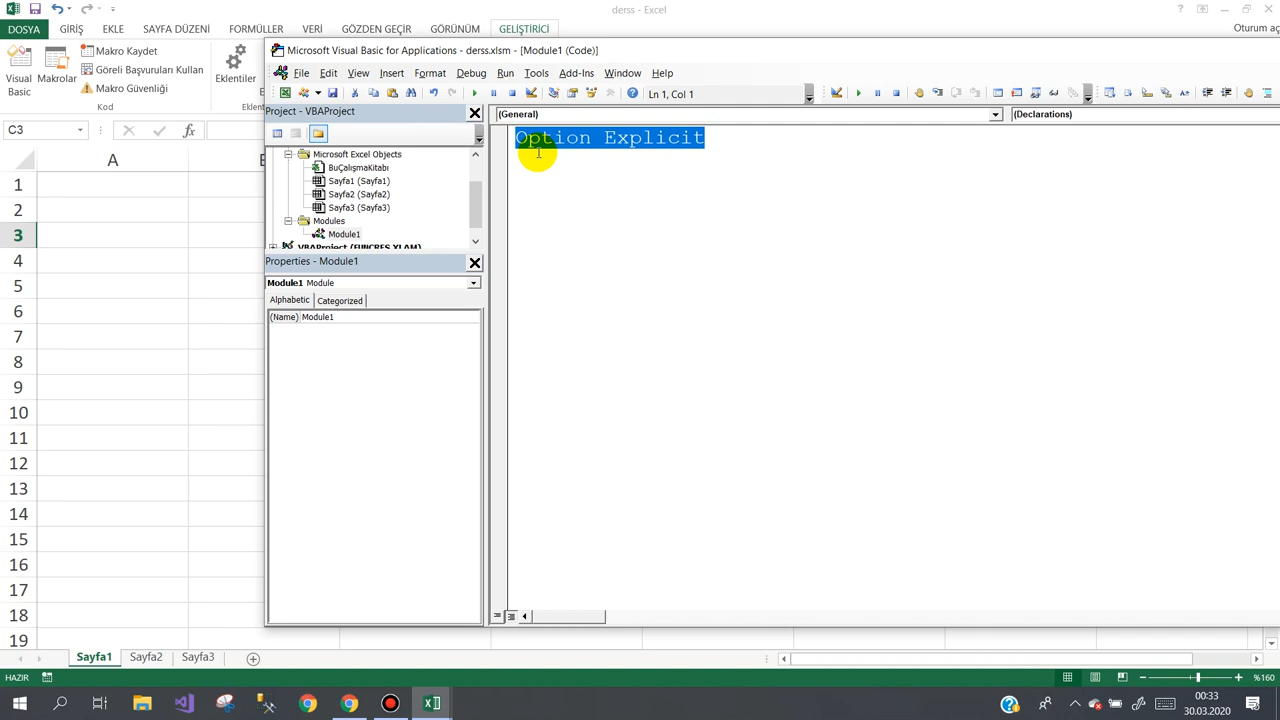 derss - Excel
DOSYA GİRİŞ EKLE SAYFA DÜZENİ FORMÜLLER VERİ GÖZDEN GEÇİR GÖRÜNÜM GELİŞTİRİCİ
Oturum aç
Visual Basic
Makrolar
Makro Kaydet
Göreli Başvuruları Kullan
Makro Güvenliği
Kod
Eklentiler
Microsoft Visual Basic for Applications - derss.xlsm - [Module1 (Code)]
File Edit View Insert Format Debug Run Tools Add-Ins Window Help
Ln 1, Col 1
C3
Project - VBAProject
(General)
(Declarations)
Option Explicit
Microsoft Excel Objects
BuÇalışmaKitabı
Sayfa1 (Sayfa1)
Sayfa2 (Sayfa2)
Sayfa3 (Sayfa3)
Modules
Module1
VBAProject (FUNCRES.XLAM)
Properties - Module1
Module1 Module
Alphabetic Categorized
(Name) Module1
A
1
2
3
4
5
6
7
8
9
10
11
12
13
14
15
16
17
18
19
Sayfa1 Sayfa2 Sayfa3
HAZIR
%160
00:33
30.03.2020